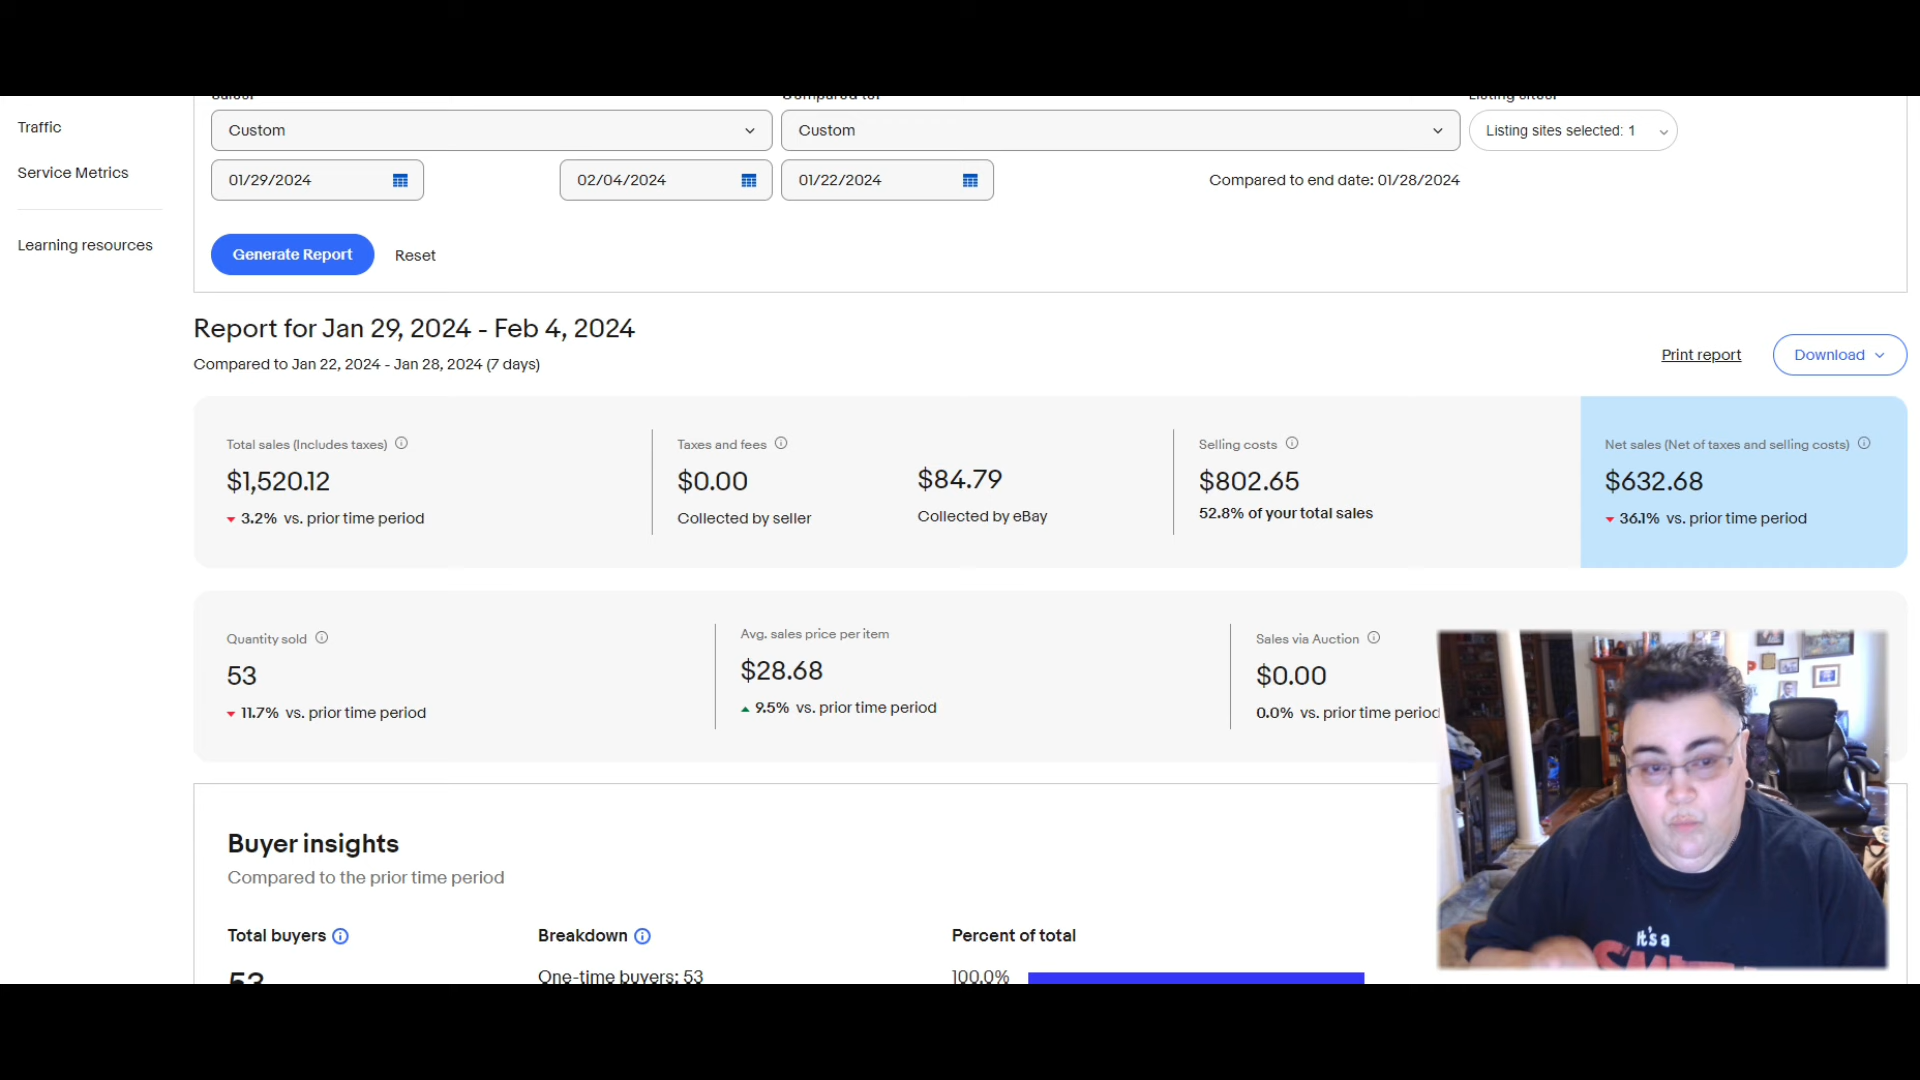 Traffic
Service Metrics
Learning resources
Custom
Custom
Listing sites selected: 1
01/29/2024
02/04/2024
01/22/2024
Compared to end date: 01/28/2024
Generate Report
Reset
Report for Jan 29, 2024 - Feb 4, 2024
Compared to Jan 22, 2024 - Jan 28, 2024 (7 days)
Print report
Download
Total sales (Includes taxes)
$1,520.12
3.2% vs. prior time period
Taxes and fees
$0.00
Collected by seller
$84.79
Collected by eBay
Selling costs
$802.65
52.8% of your total sales
Net sales (Net of taxes and selling costs)
$632.68
36.1% vs. prior time period
Quantity sold
53
11.7% vs. prior time period
Avg. sales price per item
$28.68
9.5% vs. prior time period
Sales via Auction
$0.00
0.0% vs. prior time period
Buyer insights
Compared to the prior time period
Total buyers
53
Breakdown
One-time buyers: 53
Percent of total
100.0%
It's a